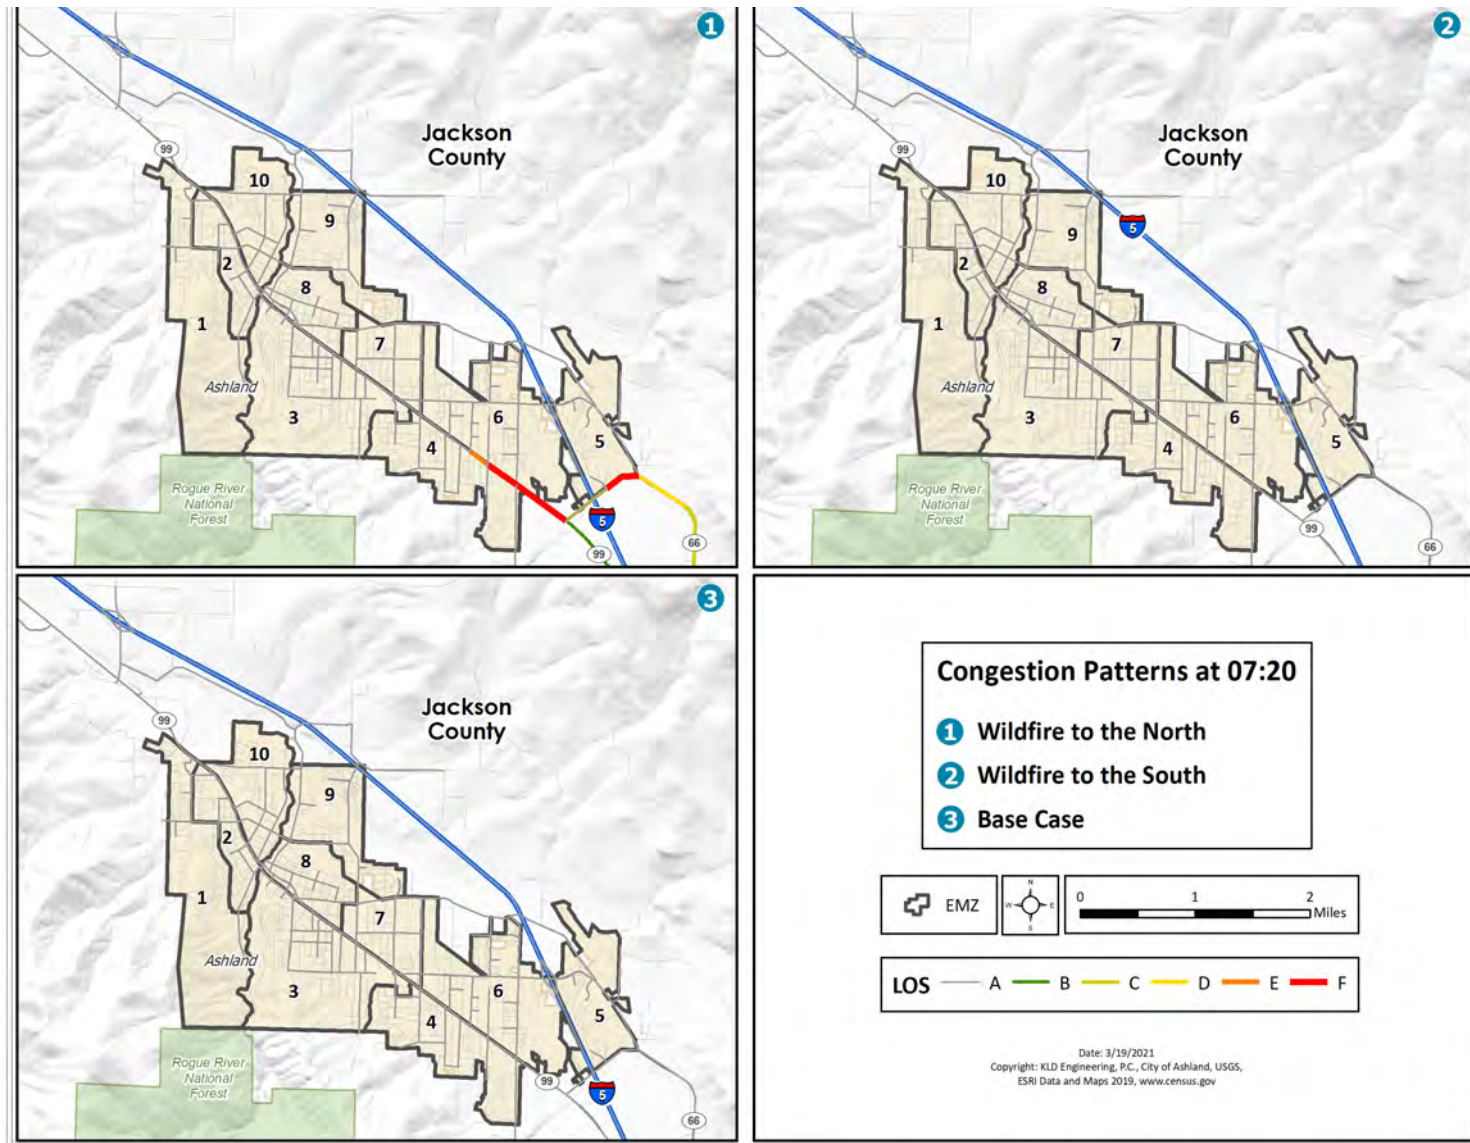 1
Jackson
County
99
10
9
2
8
1
7
Ashland
3
6
4
5
Rogue River
National
Forest
5
99
66
2
Jackson
County
99
10
5
9
2
8
1
7
Ashland
3
6
4
5
Rogue River
National
Forest
99
66
3
Jackson
County
99
10
9
2
8
1
7
Ashland
3
6
4
5
Rogue River
National
Forest
99
5
66
Congestion Patterns at 07:20
1 Wildfire to the North
2 Wildfire to the South
3 Base Case
EMZ
N
W E
S
0 1 2
Miles
LOS A B C D E F
Date: 3/19/2021
Copyright: KLD Engineering, P.C., City of Ashland, USGS,
ESRI Data and Maps 2019, www.census.gov